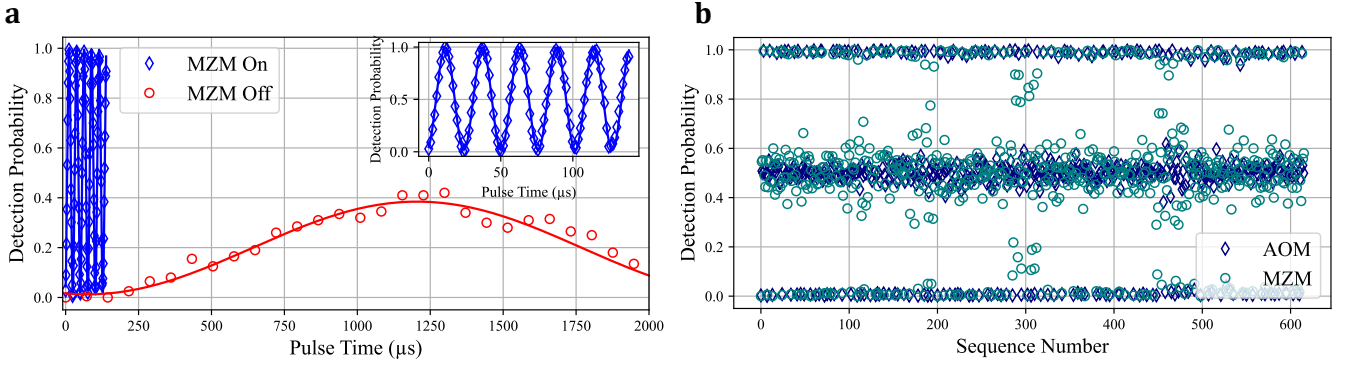 a
Detection Probability
1.0
0.8
0.6
0.4
0.2
0.0
0
250
500
750
1000
1250
1500
1750
2000
Pulse Time (µs)
MZM On
MZM Off
Detection Probability
1.0
0.5
0.0
0
50
100
Pulse Time (µs)
b
Detection Probability
1.0
0.8
0.6
0.4
0.2
0.0
0
100
200
300
400
500
600
Sequence Number
AOM
MZM